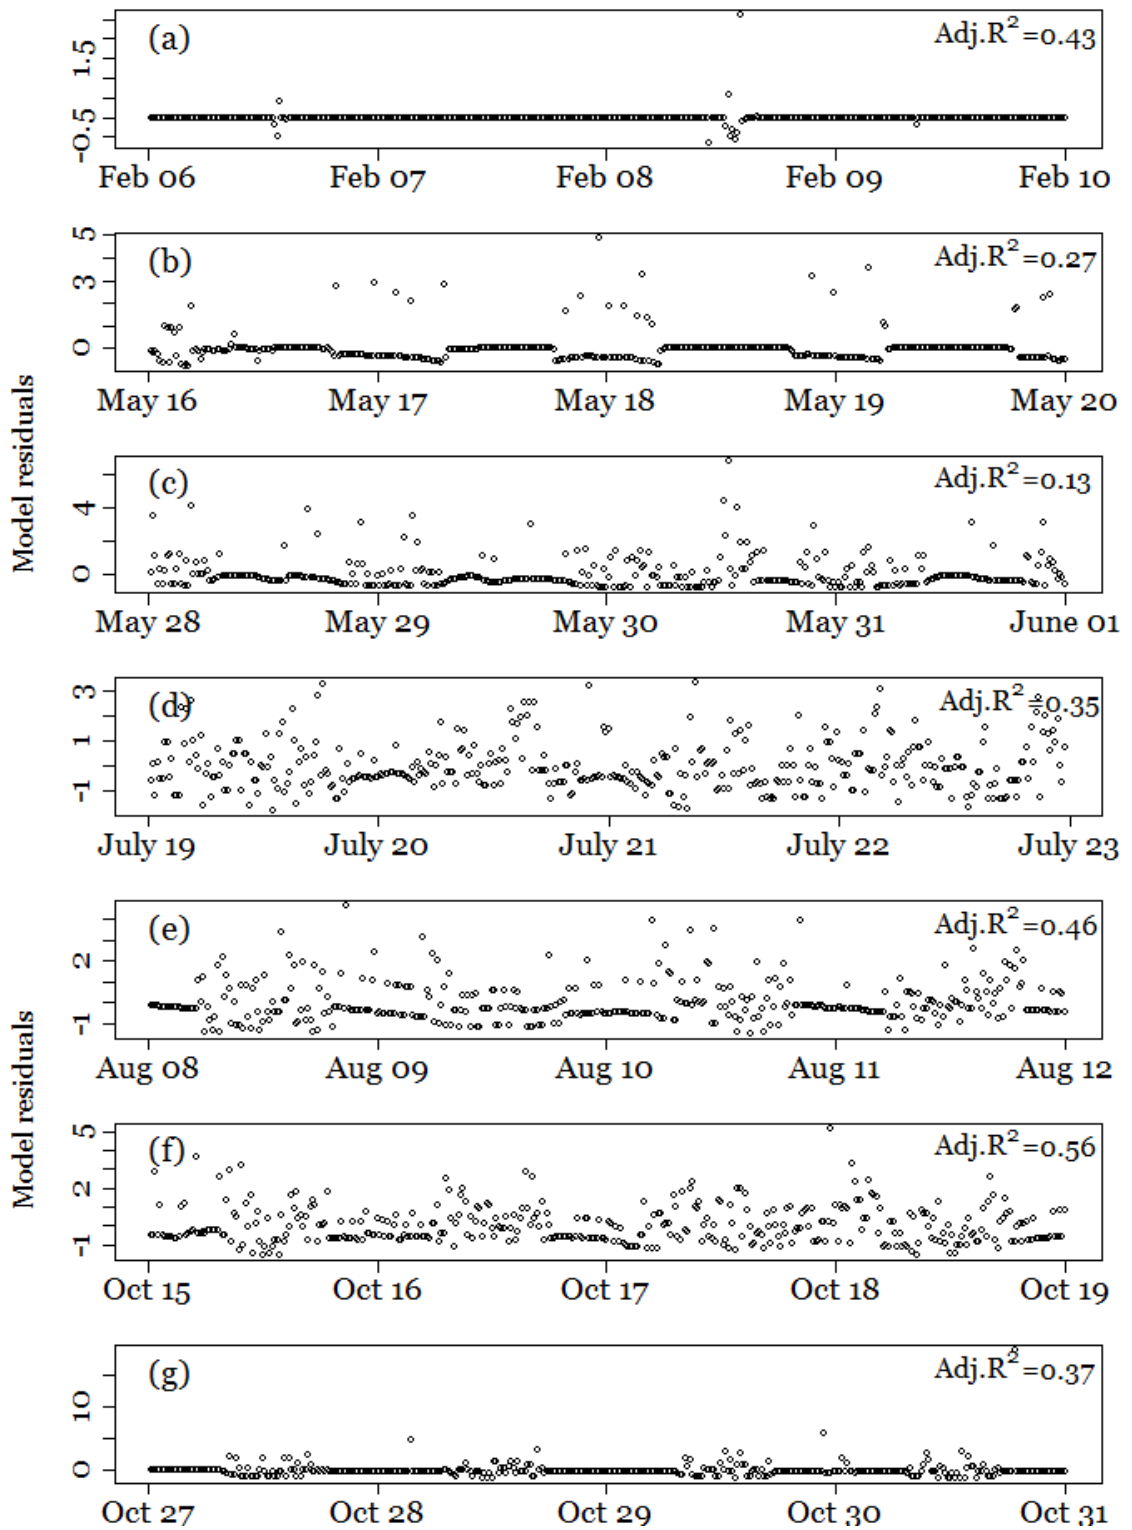 (a)
Adj.R²=0.43
1.5
-0.5
Feb 06 Feb 07 Feb 08 Feb 09 Feb 10
(b)
Adj.R²=0.27
5
3
0
May 16 May 17 May 18 May 19 May 20
Model residuals
(c)
Adj.R²=0.13
4
0
May 28 May 29 May 30 May 31 June 01
(d)
Adj.R²=0.35
3
1
-1
July 19 July 20 July 21 July 22 July 23
(e)
Adj.R²=0.46
2
-1
Aug 08 Aug 09 Aug 10 Aug 11 Aug 12
Model residuals
(f)
Adj.R²=0.56
5
2
-1
Oct 15 Oct 16 Oct 17 Oct 18 Oct 19
(g)
Adj.R²=0.37
10
0
Oct 27 Oct 28 Oct 29 Oct 30 Oct 31